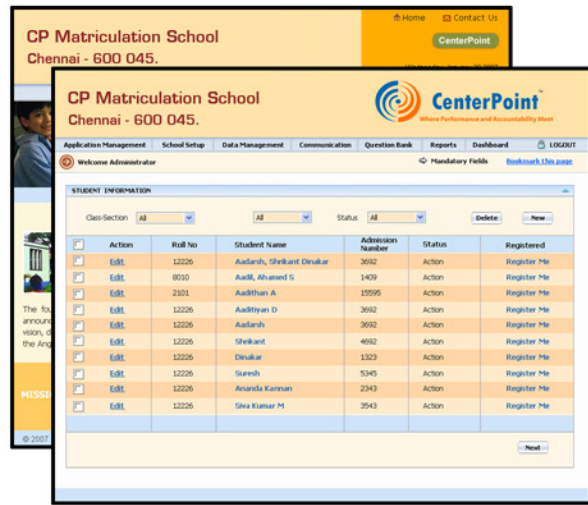 Home Contact Us
CP Matriculation School
Chennai - 600 045.
CenterPoint
CP Matriculation School
Chennai - 600 045.
CenterPoint
Where Performance and Accountability Meet
Application Management School Setup Data Management Communication Question Bank Reports Dashboard LOGOUT
Welcome Administrator Mandatory Fields Bookmark this page
STUDENT INFORMATION
Class-Section All All Status All Delete New
Action Roll No Student Name Admission Number Status Registered
Edit 12226 Aadarsh, Shrikant Dinakar 3692 Action Register Me
Edit 8010 Aadil, Ahamed S 1409 Action Register Me
Edit 2101 Aadithan A 15595 Action Register Me
Edit 12226 Aaditiyan D 3692 Action Register Me
Edit 12226 Aadarsh 3692 Action Register Me
Edit 12226 Shrikant 4692 Action Register Me
Edit 12226 Dinakar 1323 Action Register Me
Edit 12226 Suresh 5345 Action Register Me
Edit 12226 Ananda Kannan 2343 Action Register Me
Edit 12226 Siva Kumar M 3543 Action Register Me
Next
The fou
announc
vision, d
the Ang
MISSI
© 2007